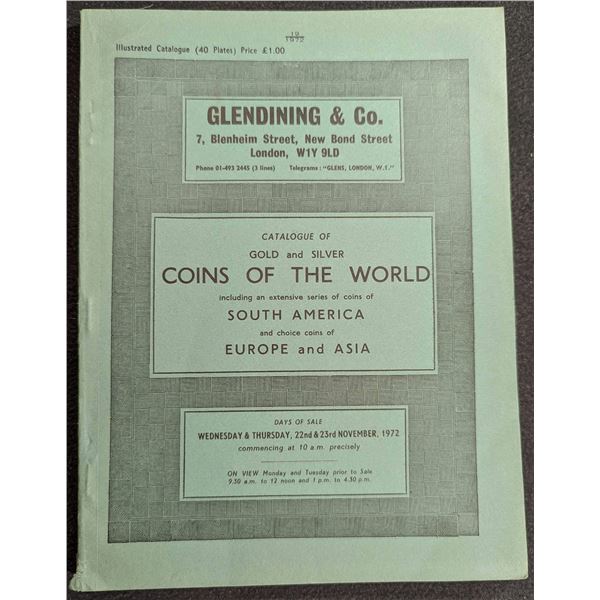 19
1972
Illustrated Catalogue (40 Plates) Price £1.00
GLENDINING & Co.
7, Blenheim Street, New Bond Street
London, W1Y 9LD
Phone 01-493 2445 (3 lines) Telegrams: "GLENS, LONDON, W.1."
CATALOGUE OF
GOLD and SILVER
COINS OF THE WORLD
including an extensive series of coins of
SOUTH AMERICA
and choice coins of
EUROPE and ASIA
DAYS OF SALE
WEDNESDAY & THURSDAY, 22nd & 23rd NOVEMBER, 1972
commencing at 10 a.m. precisely
ON VIEW Monday and Tuesday prior to Sale
9.30 a.m. to 12 noon and 1 p.m. to 4.30 p.m.